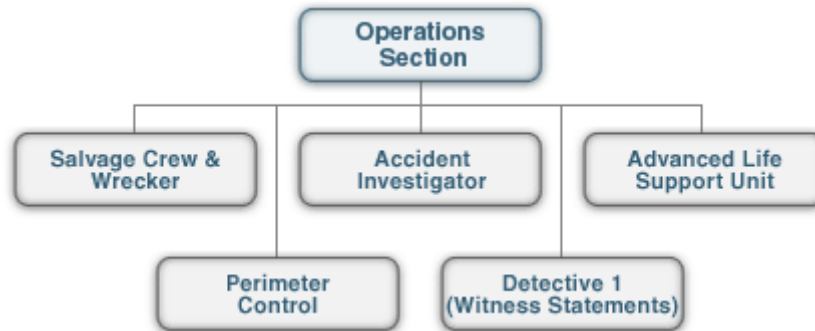 Operations
Section
Salvage Crew &
Wrecker
Accident
Investigator
Advanced Life
Support Unit
Perimeter
Control
Detective 1
(Witness Statements)